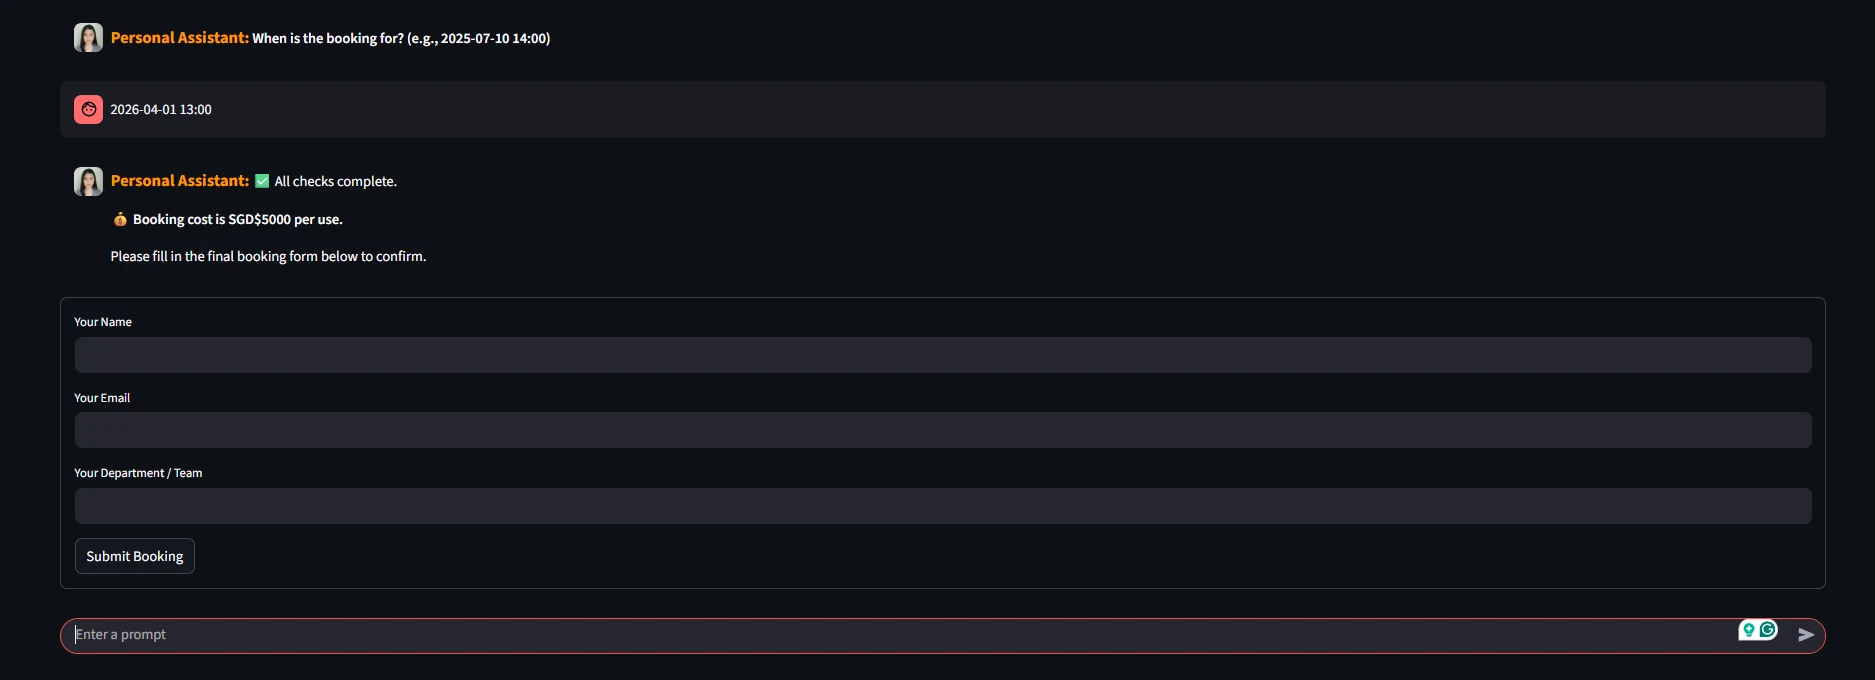 Personal Assistant: When is the booking for? (e.g., 2025-07-10 14:00)
2026-04-01 13:00
Personal Assistant: ✅ All checks complete.
💰 Booking cost is SGD$5000 per use.
Please fill in the final booking form below to confirm.
Your Name
Your Email
Your Department / Team
Submit Booking
Enter a prompt